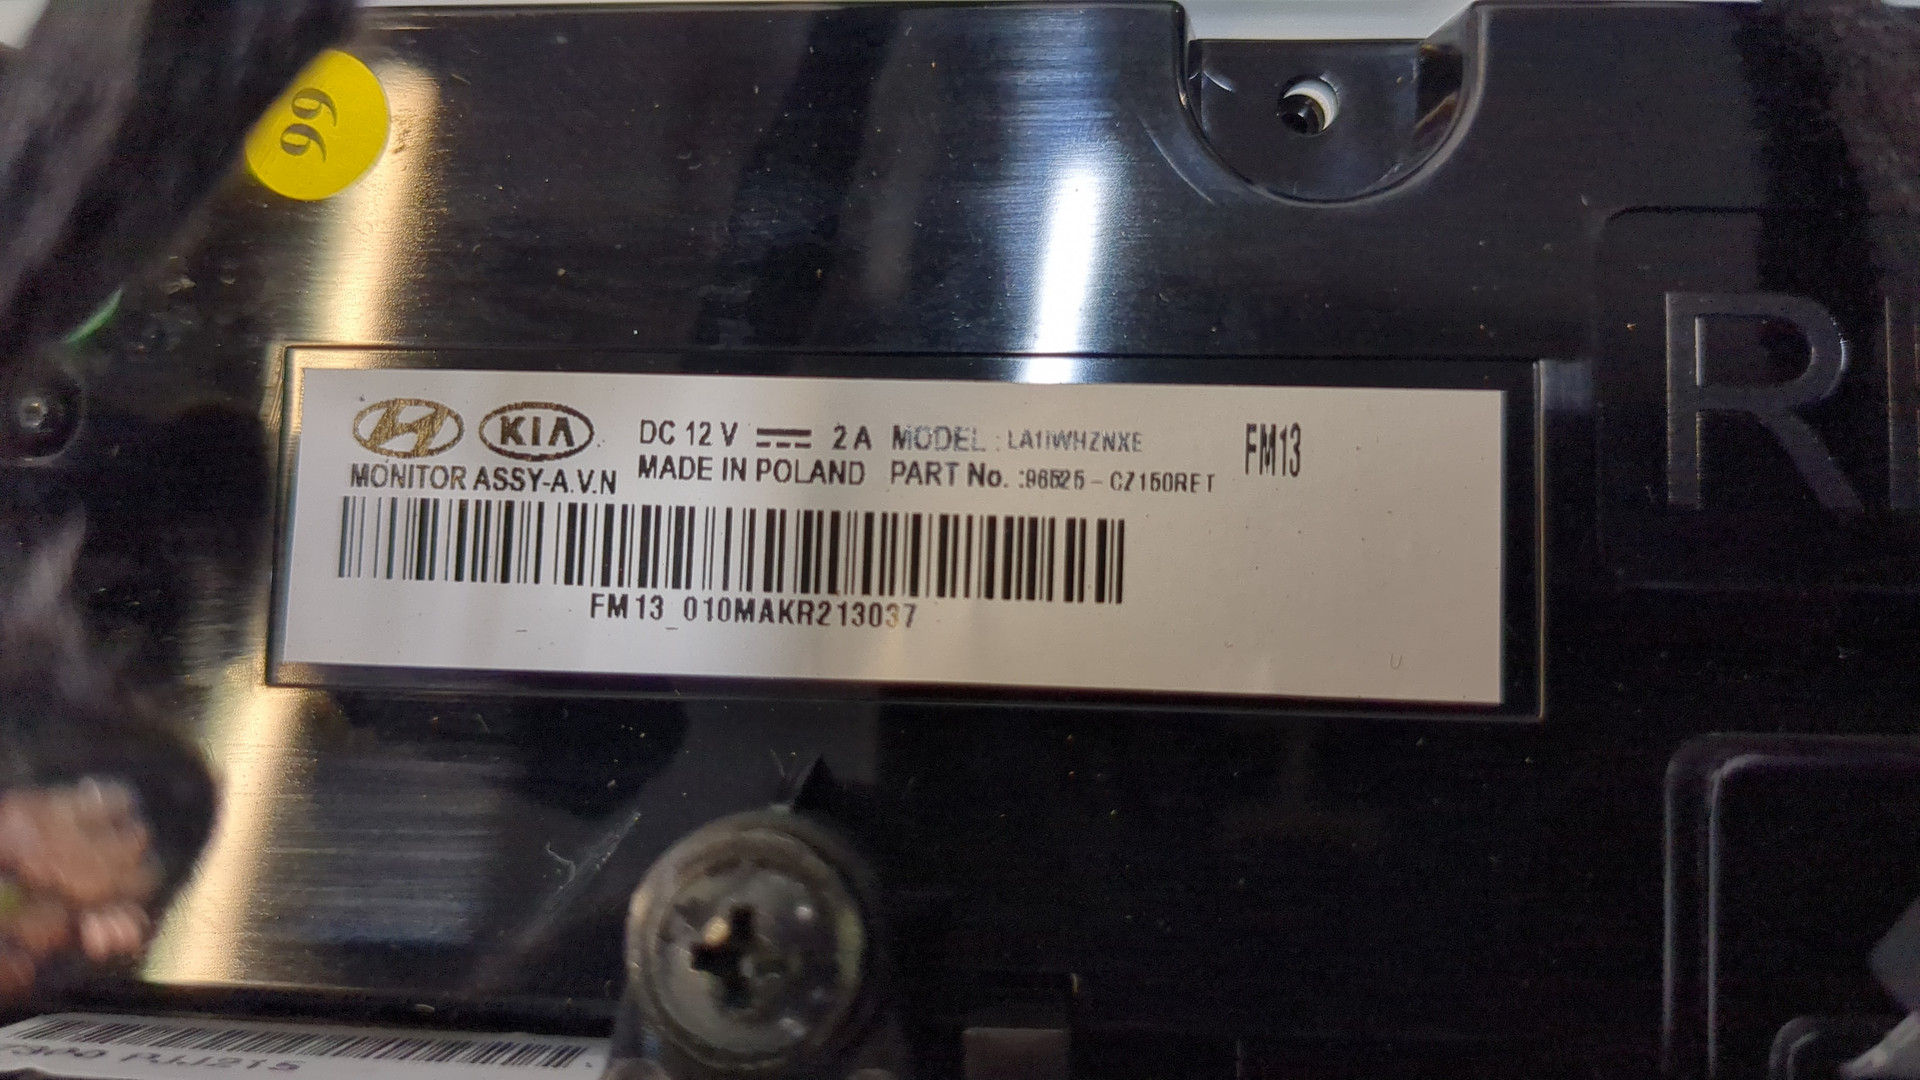 99
KIA
DC 12 V 2 A MODEL : LA11WHZNXE
FM13
MONITOR ASSY-A.V.N
MADE IN POLAND PART No. :96525-CZ150RET
FM13_010MAKR213037
R